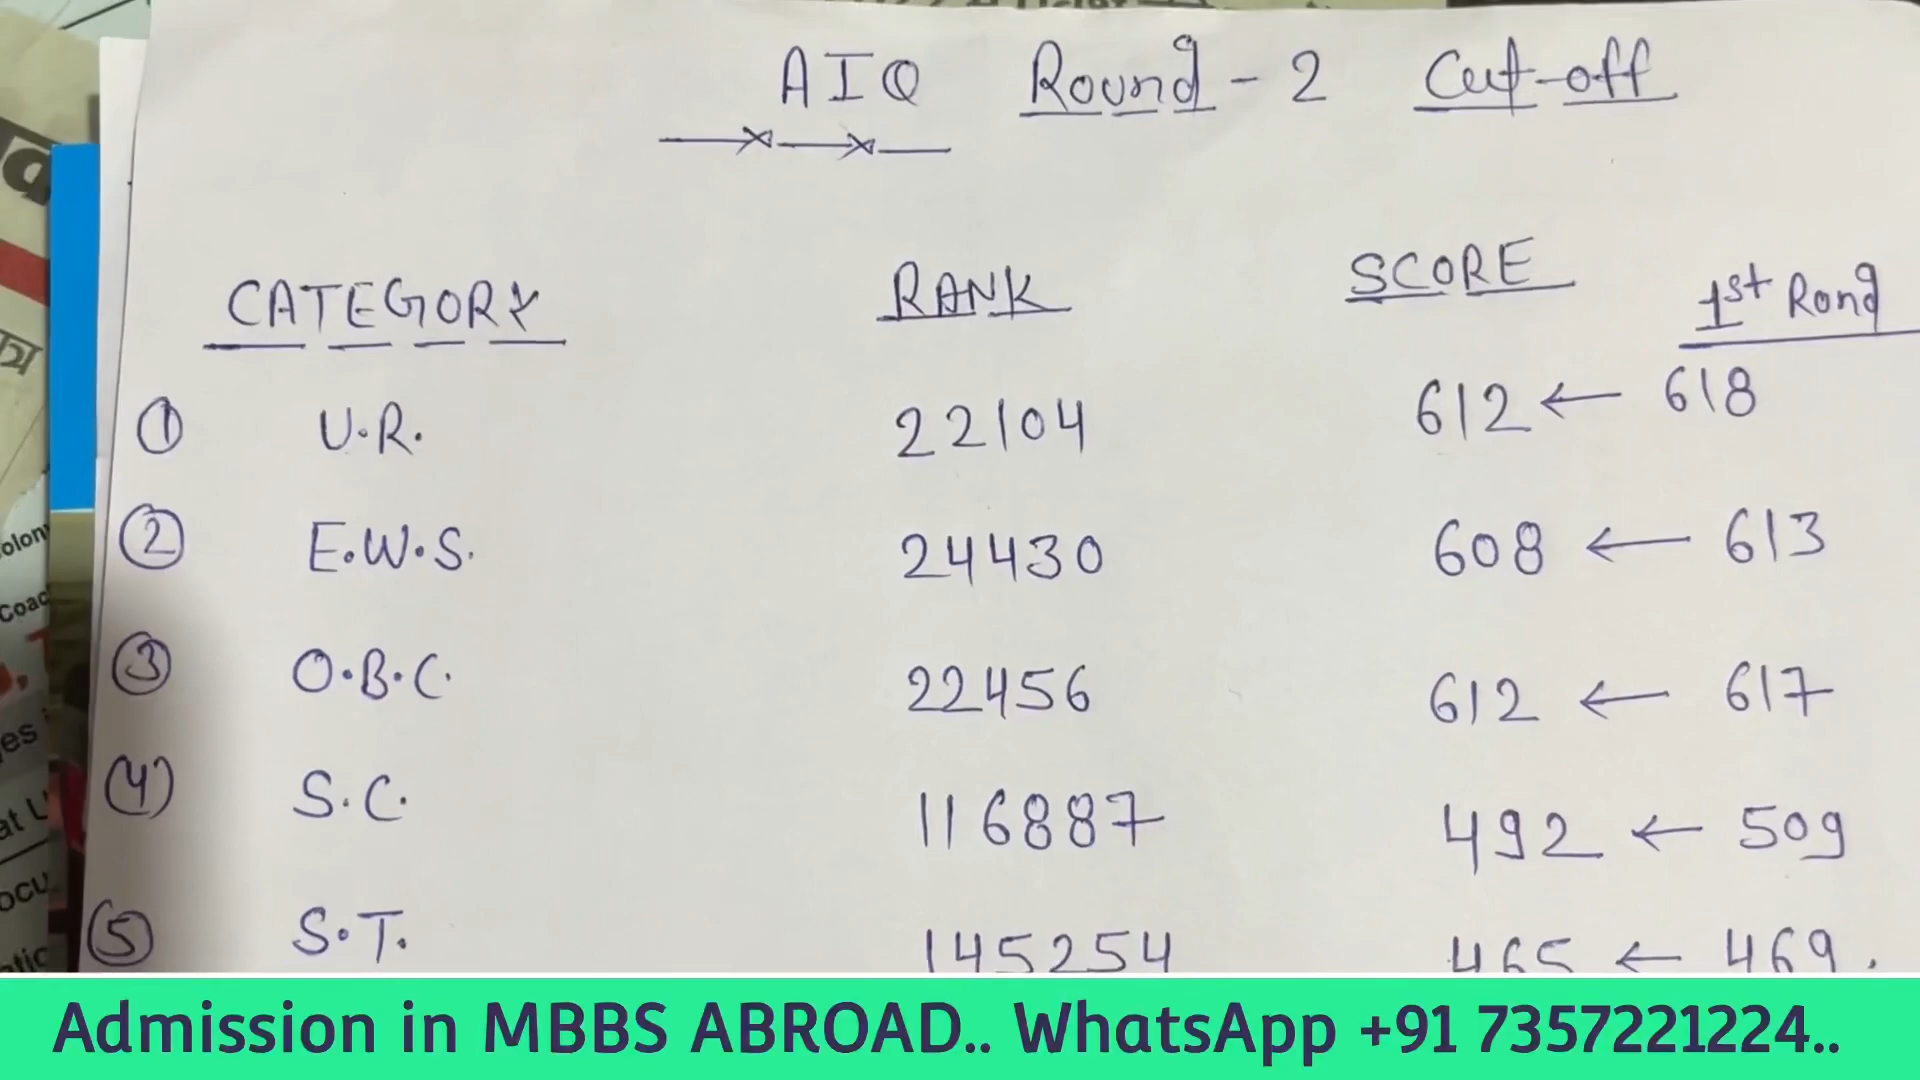 AIQ Round - 2 Cut-off
CATEGORY RANK SCORE 1st Rond
① U.R. 22104 612 ← 618
② E.W.S. 24430 608 ← 613
③ O.B.C. 22456 612 ← 617
(4) S.C. 116887 492 ← 509
(5) S.T. 145254 465 ← 469.
Admission in MBBS ABROAD.. WhatsApp +91 7357221224..